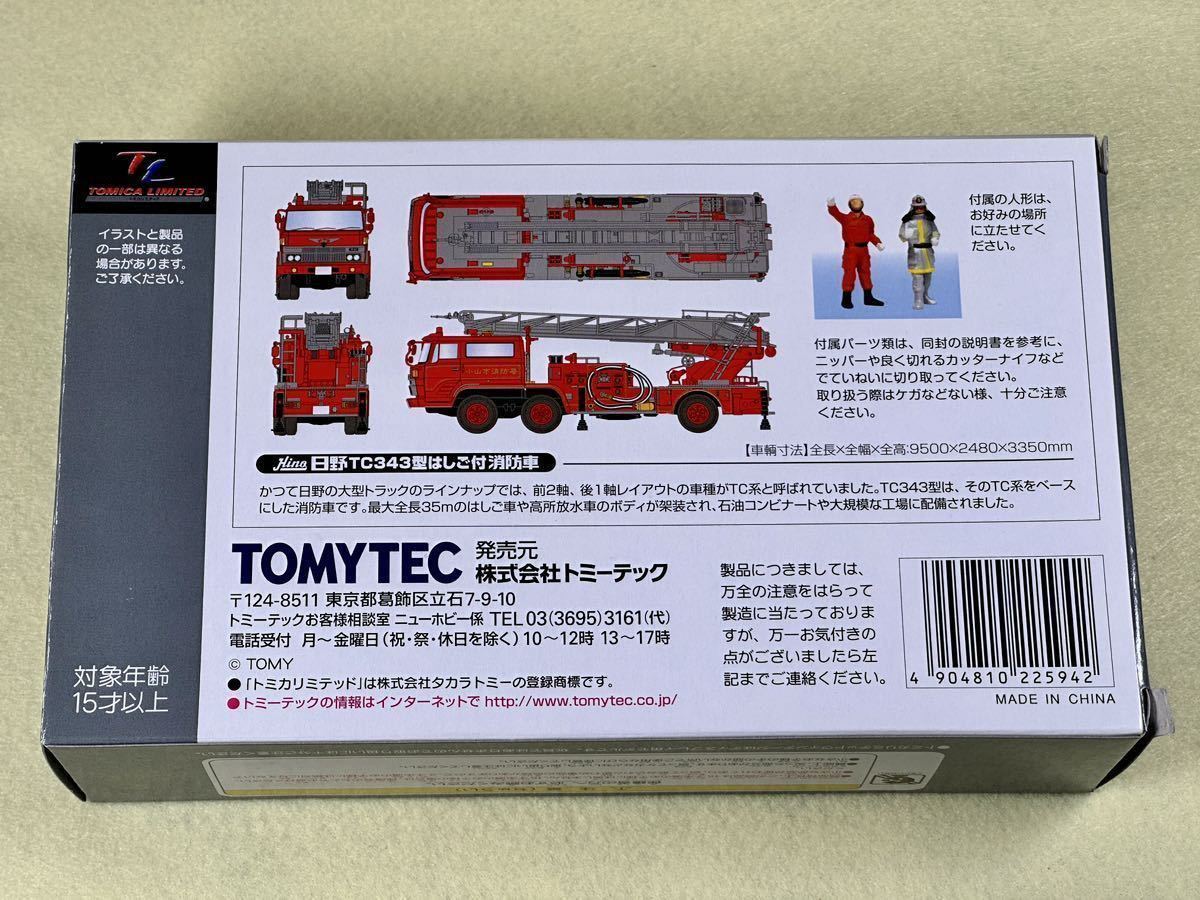 TL
TOMICA LIMITED
トミカリミテッド
イラストと製品
の一部は異なる
場合があります。
ご了承ください。
対象年齢
15才以上
小山市消防署
付属の人形は、
お好みの場所
に立たせてく
ださい。
付属パーツ類は、同封の説明書を参考に、
ニッパーや良く切れるカッターナイフなど
でていねいに切り取ってください。
取り扱う際はケガなどない様、十分ご注意
ください。
【車輌寸法】全長×全幅×全高:9500×2480×3350mm
Hino 日野TC343型はしご付消防車
かつて日野の大型トラックのラインナップでは、前2軸、後1軸レイアウトの車種がTC系と呼ばれていました。TC343型は、そのTC系をベース
にした消防車です。最大全長35mのはしご車や高所放水車のボディが架装され、石油コンビナートや大規模な工場に配備されました。
TOMYTEC 発売元
株式会社トミーテック
〒124-8511 東京都葛飾区立石7-9-10
トミーテックお客様相談室 ニューホビー係 TEL 03(3695)3161(代)
電話受付 月～金曜日(祝・祭・休日を除く)10～12時 13～17時
© TOMY
●「トミカリミテッド」は株式会社タカラトミーの登録商標です。
●トミーテックの情報はインターネットで http://www.tomytec.co.jp/
製品につきましては、
万全の注意をはらって
製造に当たっておりま
すが、万一お気付きの
点がございましたら左
記までご連絡ください。
4 904810 225942
MADE IN CHINA